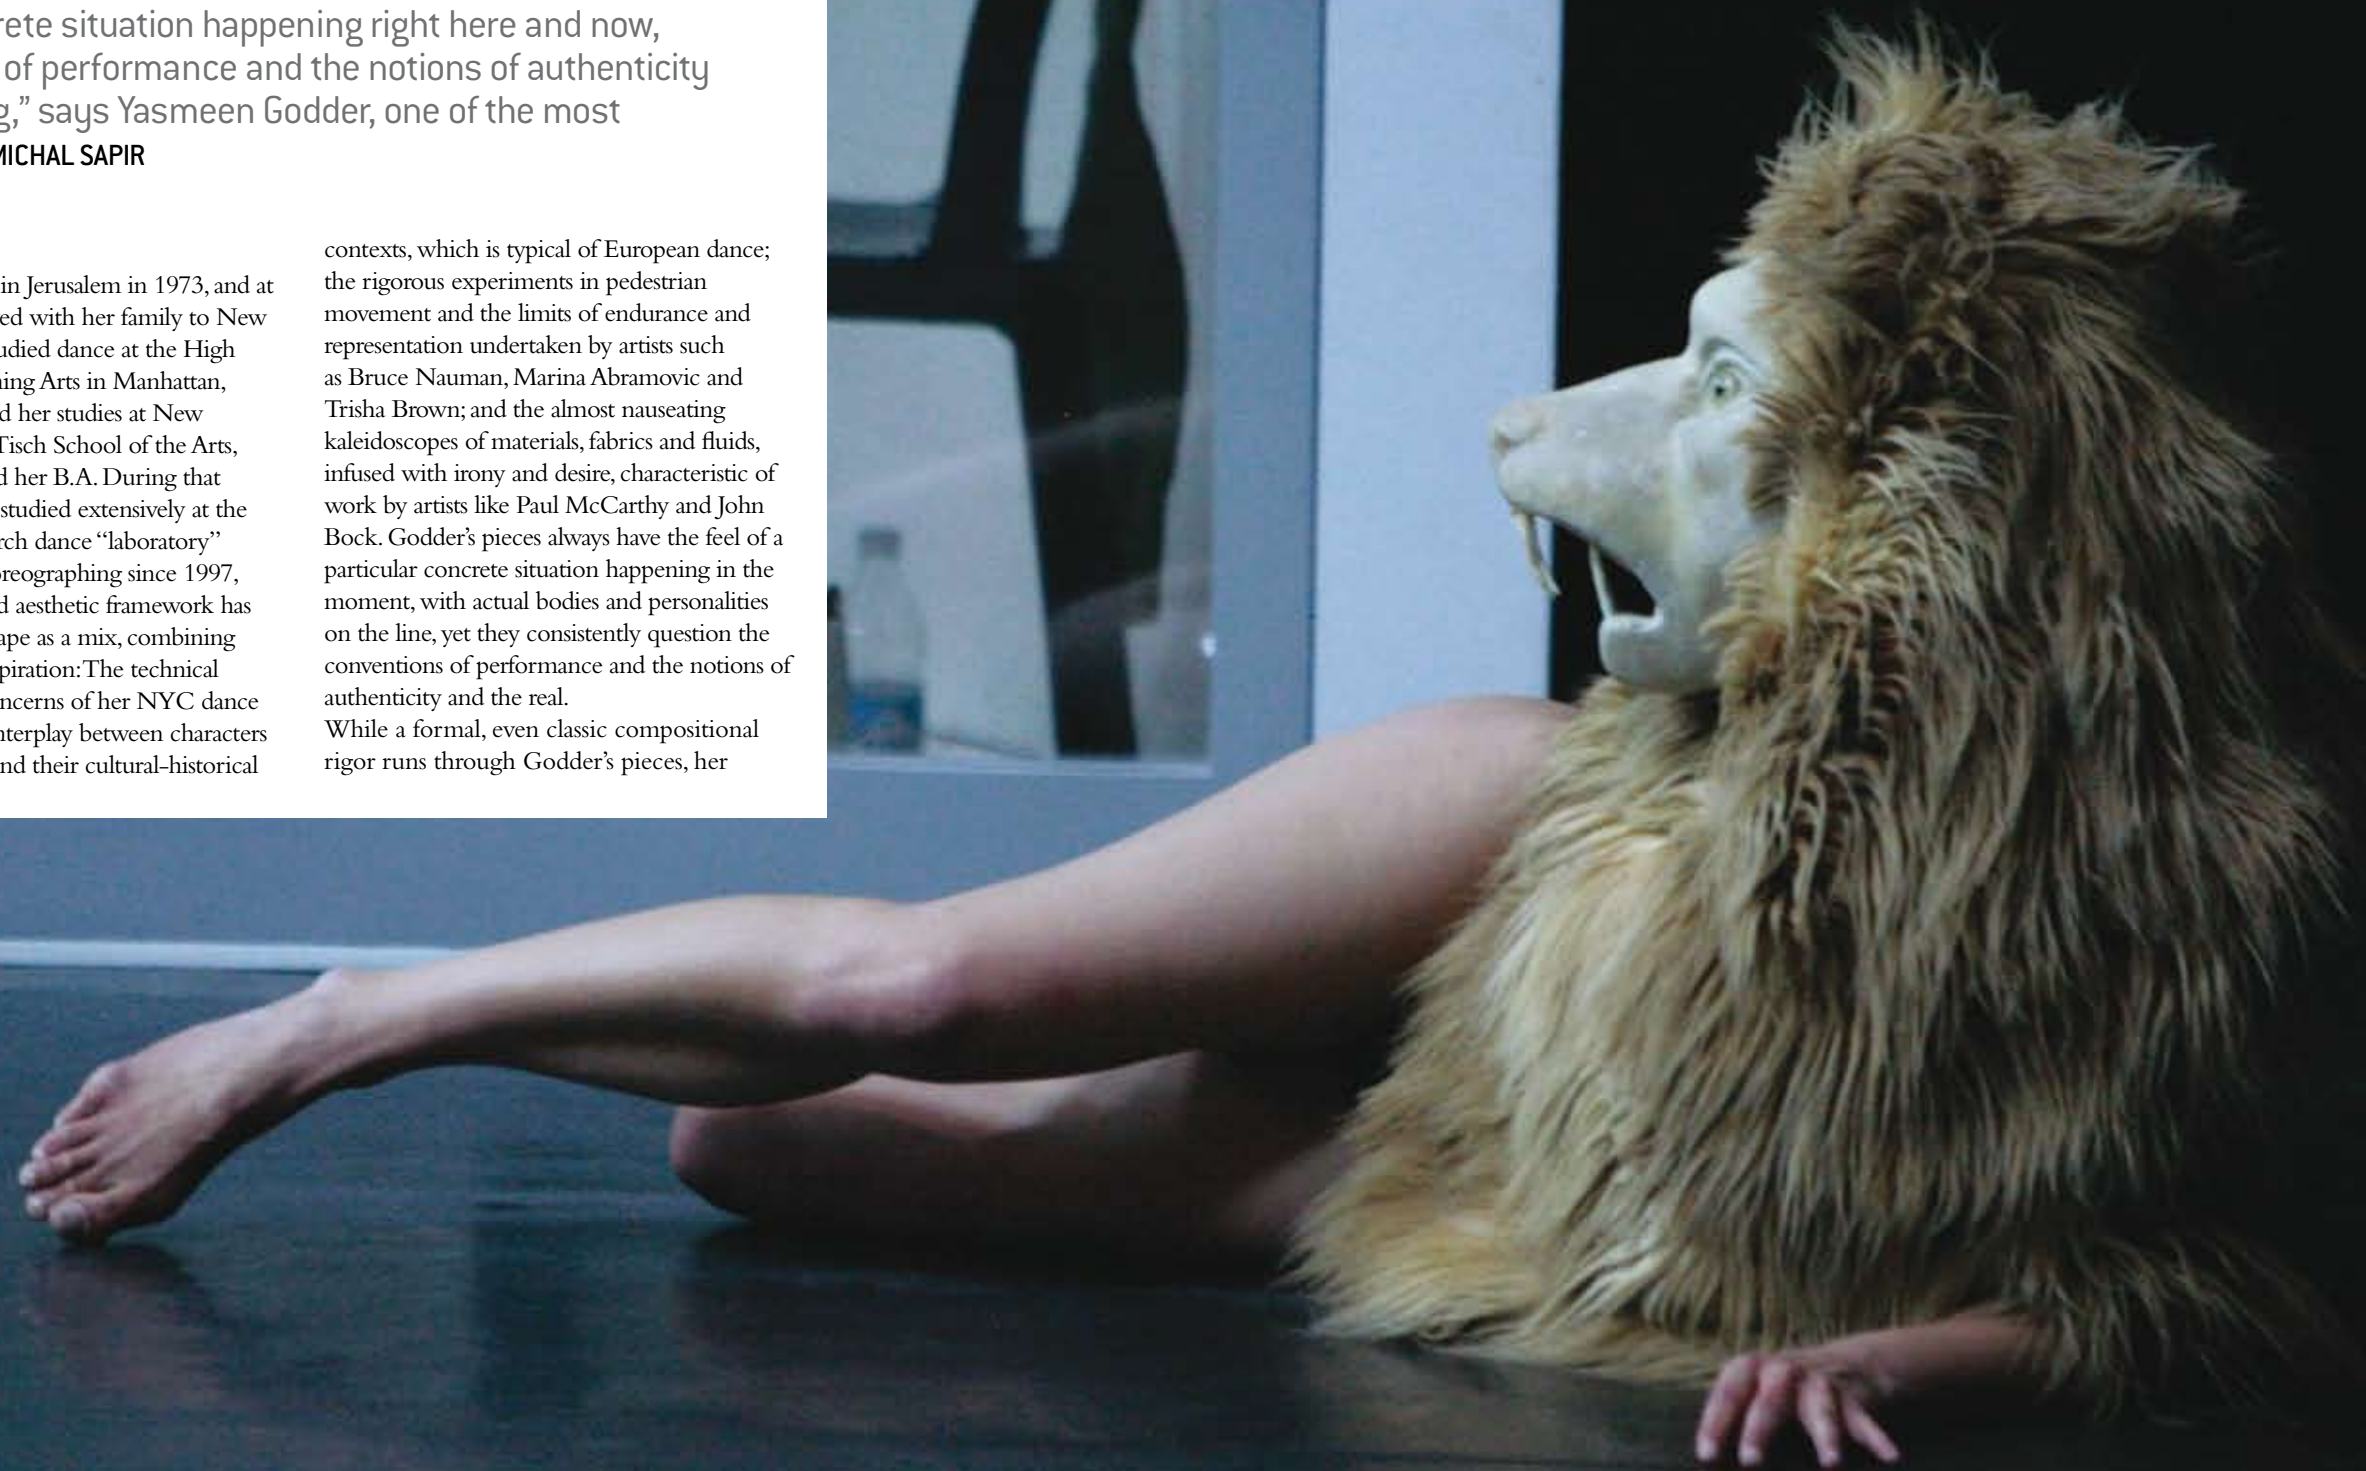 rete situation happening right here and now,
of performance and the notions of authenticity
g,” says Yasmeen Godder, one of the most
MICHAL SAPIR
in Jerusalem in 1973, and at
ed with her family to New
udied dance at the High
ning Arts in Manhattan,
d her studies at New
Tisch School of the Arts,
d her B.A. During that
studied extensively at the
rch dance “laboratory”
oreographing since 1997,
d aesthetic framework has
ape as a mix, combining
piration: The technical
ncerns of her NYC dance
nterplay between characters
nd their cultural-historical
contexts, which is typical of European dance;
the rigorous experiments in pedestrian
movement and the limits of endurance and
representation undertaken by artists such
as Bruce Nauman, Marina Abramovic and
Trisha Brown; and the almost nauseating
kaleidoscopes of materials, fabrics and fluids,
infused with irony and desire, characteristic of
work by artists like Paul McCarthy and John
Bock. Godder’s pieces always have the feel of a
particular concrete situation happening in the
moment, with actual bodies and personalities
on the line, yet they consistently question the
conventions of performance and the notions of
authenticity and the real.
While a formal, even classic compositional
rigor runs through Godder’s pieces, her